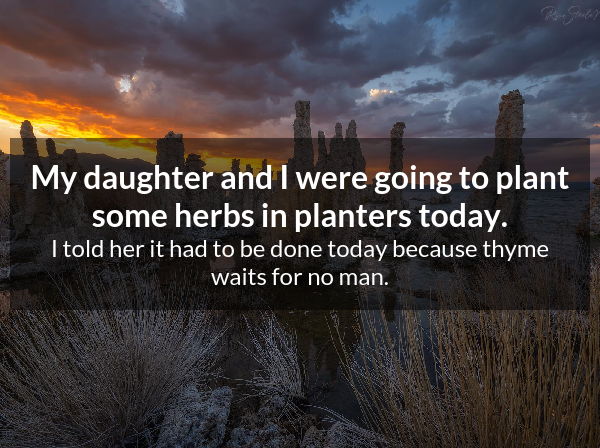 My daughter and I were going to plant
some herbs in planters today.
I told her it had to be done today because thyme
waits for no man.